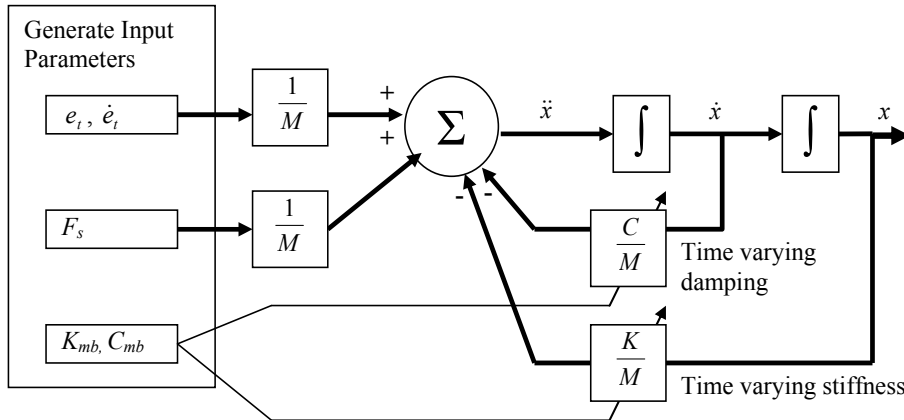 Generate Input
Parameters
e_t , ė_t
1
M
+
+
Σ
ẍ
∫
ẋ
∫
x
F_s
1
M
-
-
C
M
Time varying
damping
K_mb, C_mb
K
M
Time varying stiffness